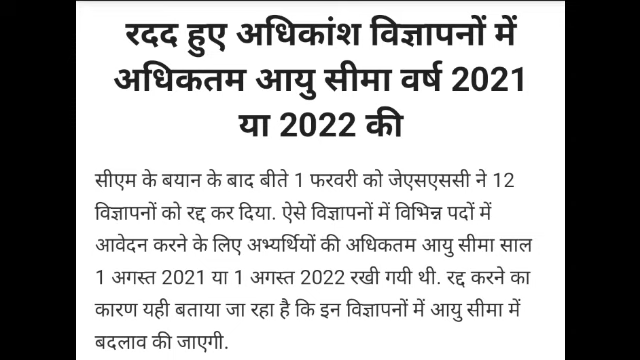 रदद हुए अधिकांश विज्ञापनों में
अधिकतम आयु सीमा वर्ष 2021
या 2022 की
सीएम के बयान के बाद बीते 1 फरवरी को जेएसएससी ने 12
विज्ञापनों को रद्द कर दिया. ऐसे विज्ञापनों में विभिन्न पदों में
आवेदन करने के लिए अभ्यर्थियों की अधिकतम आयु सीमा साल
1 अगस्त 2021 या 1 अगस्त 2022 रखी गयी थी. रद्द करने का
कारण यही बताया जा रहा है कि इन विज्ञापनों में आयु सीमा में
बदलाव की जाएगी.